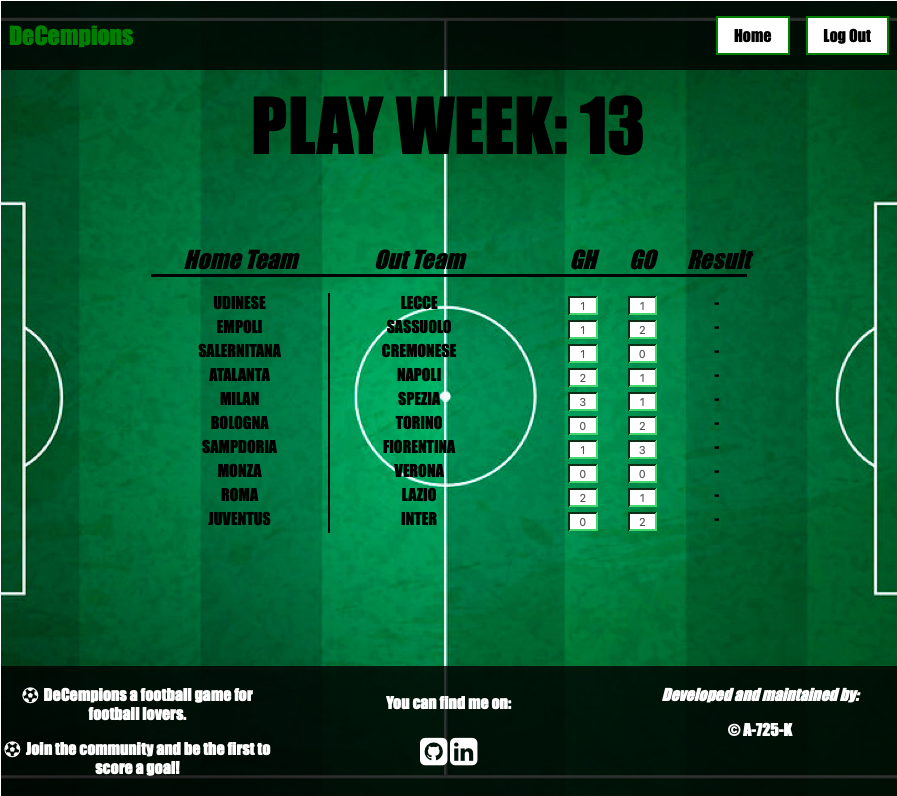 DeCempions
Home
Log Out
PLAY WEEK: 13
Home Team Out Team GH GO Result
UDINESE LECCE 1 1 -
EMPOLI SASSUOLO 1 2 -
SALERNITANA CREMONESE 1 0 -
ATALANTA NAPOLI 2 1 -
MILAN SPEZIA 3 1 -
BOLOGNA TORINO 0 2 -
SAMPDORIA FIORENTINA 1 3 -
MONZA VERONA 0 0 -
ROMA LAZIO 2 1 -
JUVENTUS INTER 0 2 -
DeCempions a football game for
football lovers.
Join the community and be the first to
score a goal!
You can find me on:
in
Developed and maintained by:
© A-725-K